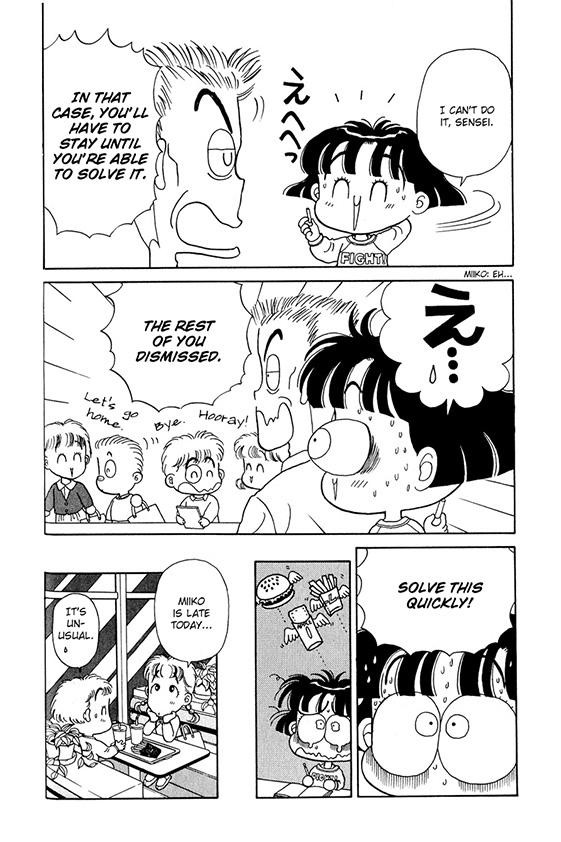 I CAN'T DO
IT, SENSEI.
えへへっ
FIGHT!
IN THAT
CASE, YOU'LL
HAVE TO
STAY UNTIL
YOU'RE ABLE
TO SOLVE IT.
MIIKO: EH...
え…
THE REST
OF YOU
DISMISSED.
Let's go
home.
Bye.
Hooray!
SOLVE THIS
QUICKLY!
FIGHT
MIIKO
IS LATE
TODAY...
IT'S
UN-
USUAL.